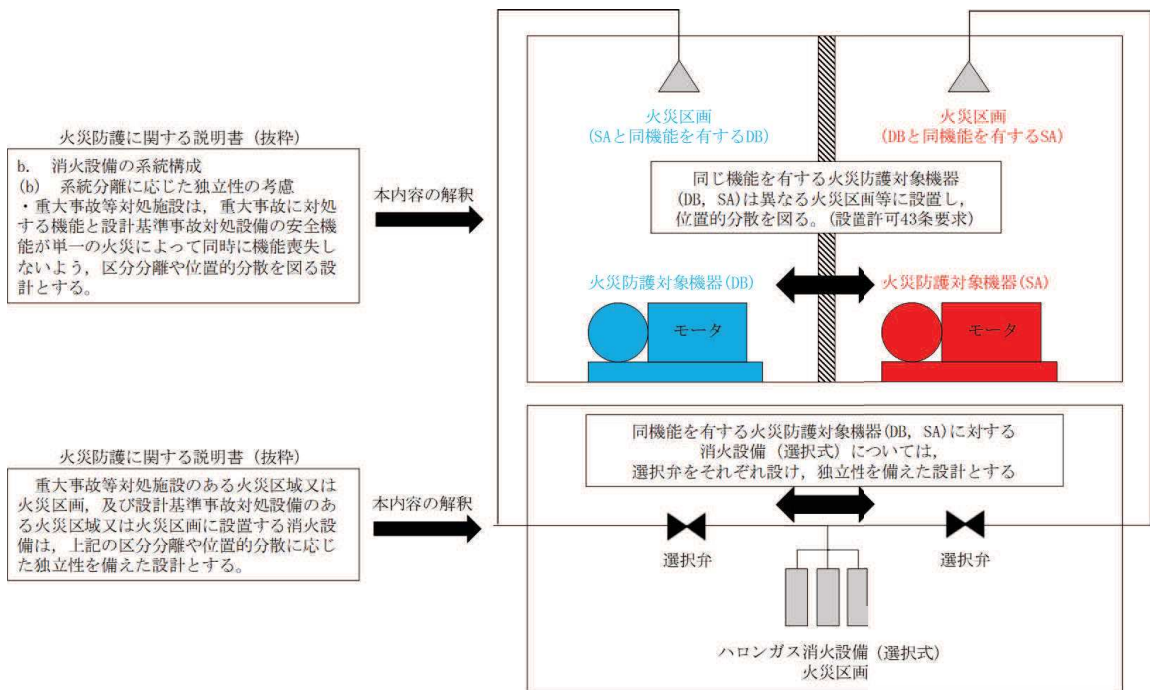 火災防護に関する説明書(抜粋)
b. 消火設備の系統構成
(b) 系統分離に応じた独立性の考慮
・重大事故等対処施設は,重大事故に対処
する機能と設計基準事故対処設備の安全機
能が単一の火災によって同時に機能喪失し
ないよう,区分分離や位置的分散を図る設
計とする。
本内容の解釈
火災区画
(SAと同機能を有するDB)
火災区画
(DBと同機能を有するSA)
同じ機能を有する火災防護対象機器
(DB, SA)は異なる火災区画等に設置し,
位置的分散を図る。(設置許可43条要求)
火災防護対象機器(DB)
火災防護対象機器(SA)
モータ
モータ
火災防護に関する説明書(抜粋)
重大事故等対処施設のある火災区域又は
火災区画,及び設計基準事故対処設備のあ
る火災区域又は火災区画に設置する消火設
備は,上記の区分分離や位置的分散に応じ
た独立性を備えた設計とする。
本内容の解釈
同機能を有する火災防護対象機器(DB, SA)に対する
消火設備(選択式)については,
選択弁をそれぞれ設け,独立性を備えた設計とする
選択弁
選択弁
ハロンガス消火設備(選択式)
火災区画